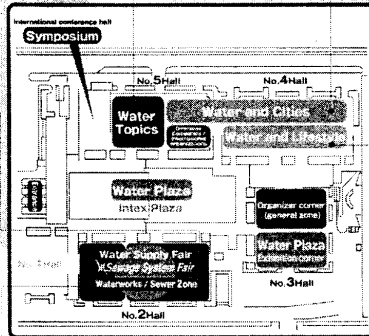 International conference hall
Symposium
No.5Hall
No.4Hall
Water
Topics
Water and Cities
Water and Lifestyle
Water Plaza
Intex Plaza
Entrance
Organizer corner
(general zone)
Water Supply Fair
Sewage System Fair
Waterworks / Sewer Zone
Water Plaza
Exhibition corner
No.3Hall
No.2Hall